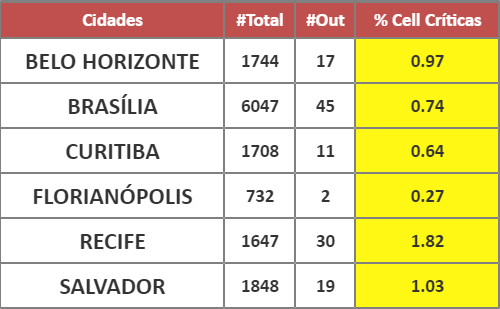 Cidades #Total #Out % Cell Críticas
BELO HORIZONTE 1744 17 0.97
BRASÍLIA 6047 45 0.74
CURITIBA 1708 11 0.64
FLORIANÓPOLIS 732 2 0.27
RECIFE 1647 30 1.82
SALVADOR 1848 19 1.03